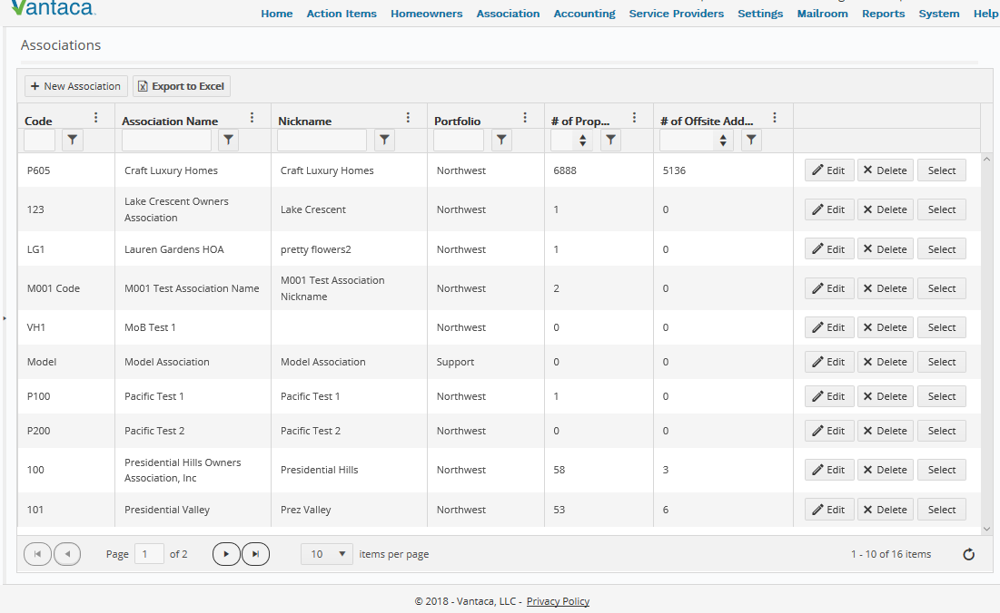 Vantaca
Home Action Items Homeowners Association Accounting Service Providers Settings Mailroom Reports System Help
Associations
+ New Association Export to Excel
Code Association Name Nickname Portfolio # of Prop... # of Offsite Add...
P605 Craft Luxury Homes Craft Luxury Homes Northwest 6888 5136 Edit Delete Select
Lake Crescent Owners
123 Lake Crescent Northwest 1 0 Edit Delete Select
Association
LG1 Lauren Gardens HOA pretty flowers2 Northwest 1 0 Edit Delete Select
M001 Test Association
M001 Code M001 Test Association Name Northwest 2 0 Edit Delete Select
Nickname
VH1 MoB Test 1 Northwest 0 0 Edit Delete Select
Model Model Association Model Association Support 0 0 Edit Delete Select
P100 Pacific Test 1 Pacific Test 1 Northwest 1 0 Edit Delete Select
P200 Pacific Test 2 Pacific Test 2 Northwest 0 0 Edit Delete Select
Presidential Hills Owners
100 Presidential Hills Northwest 58 3 Edit Delete Select
Association, Inc
101 Presidential Valley Prez Valley Northwest 53 6 Edit Delete Select
Page 1 of 2 10 items per page 1 - 10 of 16 items
© 2018 - Vantaca, LLC - Privacy Policy